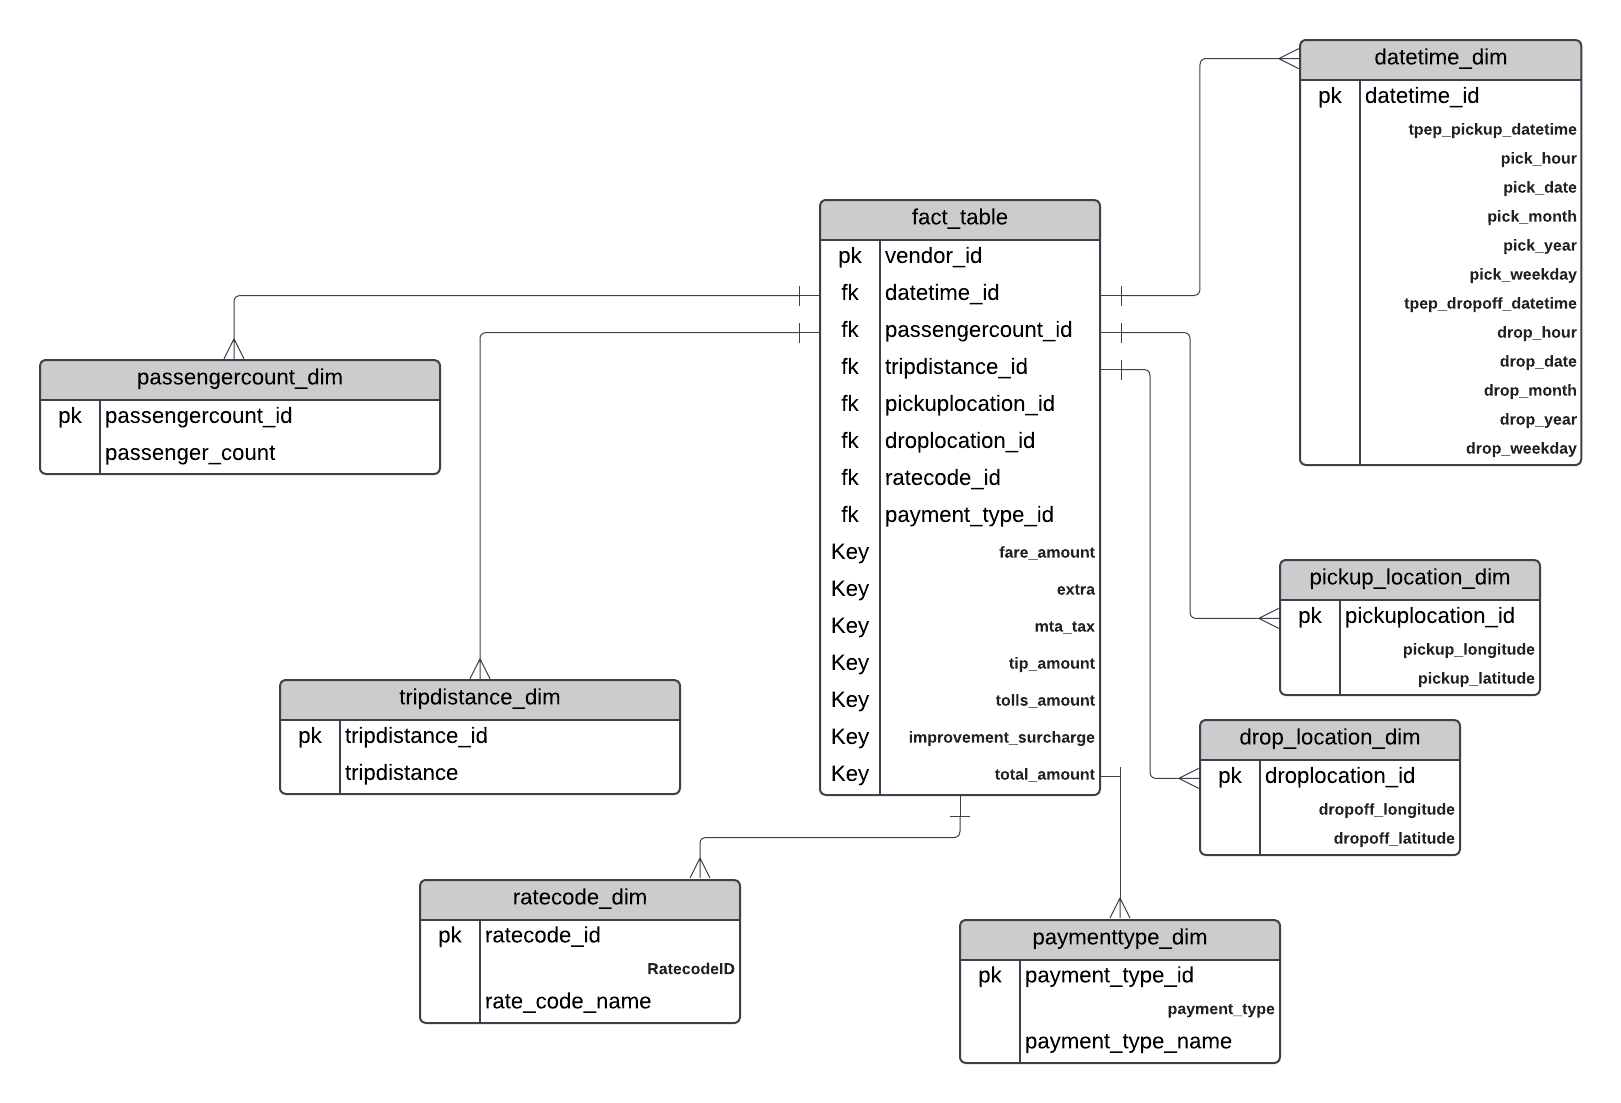 datetime_dim
pk datetime_id
tpep_pickup_datetime
pick_hour
pick_date
pick_month
pick_year
pick_weekday
tpep_dropoff_datetime
drop_hour
drop_date
drop_month
drop_year
drop_weekday
fact_table
pk vendor_id
fk datetime_id
fk passengercount_id
fk tripdistance_id
fk pickuplocation_id
fk droplocation_id
fk ratecode_id
fk payment_type_id
Key fare_amount
Key extra
Key mta_tax
Key tip_amount
Key tolls_amount
Key improvement_surcharge
Key total_amount
passengercount_dim
pk passengercount_id
passenger_count
pickup_location_dim
pk pickuplocation_id
pickup_longitude
pickup_latitude
tripdistance_dim
pk tripdistance_id
tripdistance
drop_location_dim
pk droplocation_id
dropoff_longitude
dropoff_latitude
ratecode_dim
pk ratecode_id
RatecodeID
rate_code_name
paymenttype_dim
pk payment_type_id
payment_type
payment_type_name